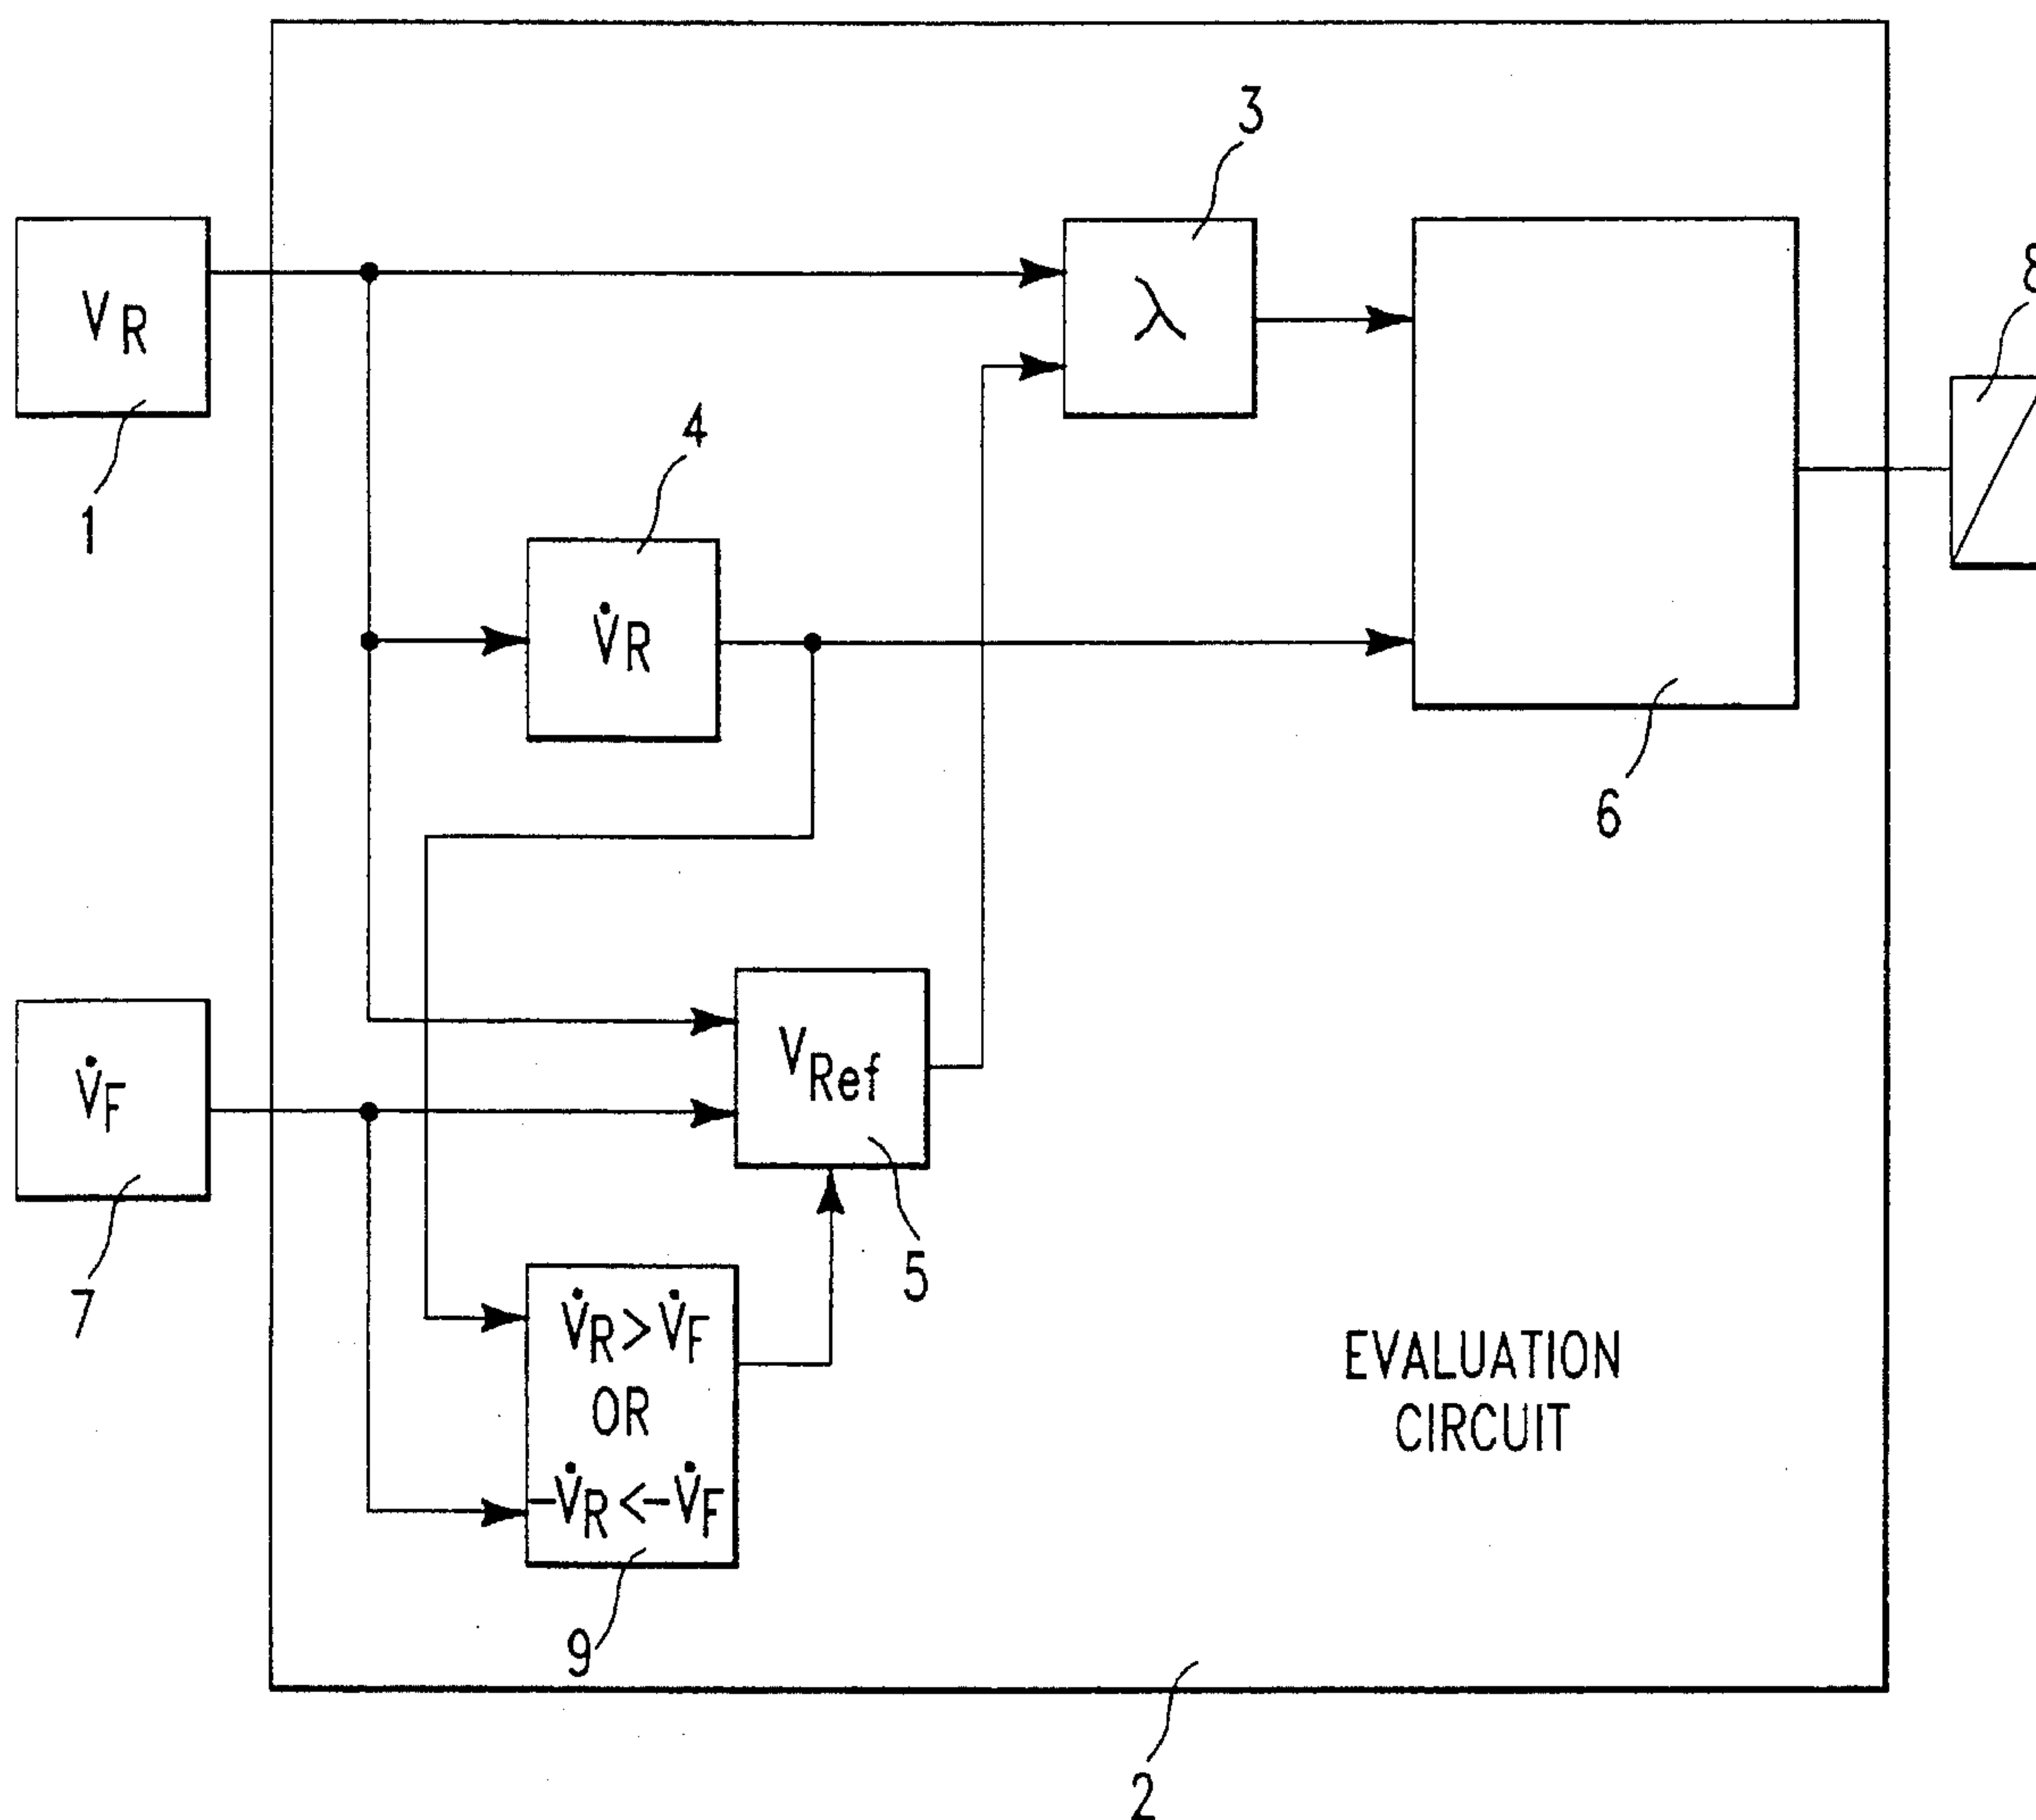 3
V_R
λ
8
1
4
V̇_R
6
V_Ref
V̇_F
5
7
V̇_R>V̇_F
OR
-V̇_R<-V̇_F
EVALUATION
CIRCUIT
9
2